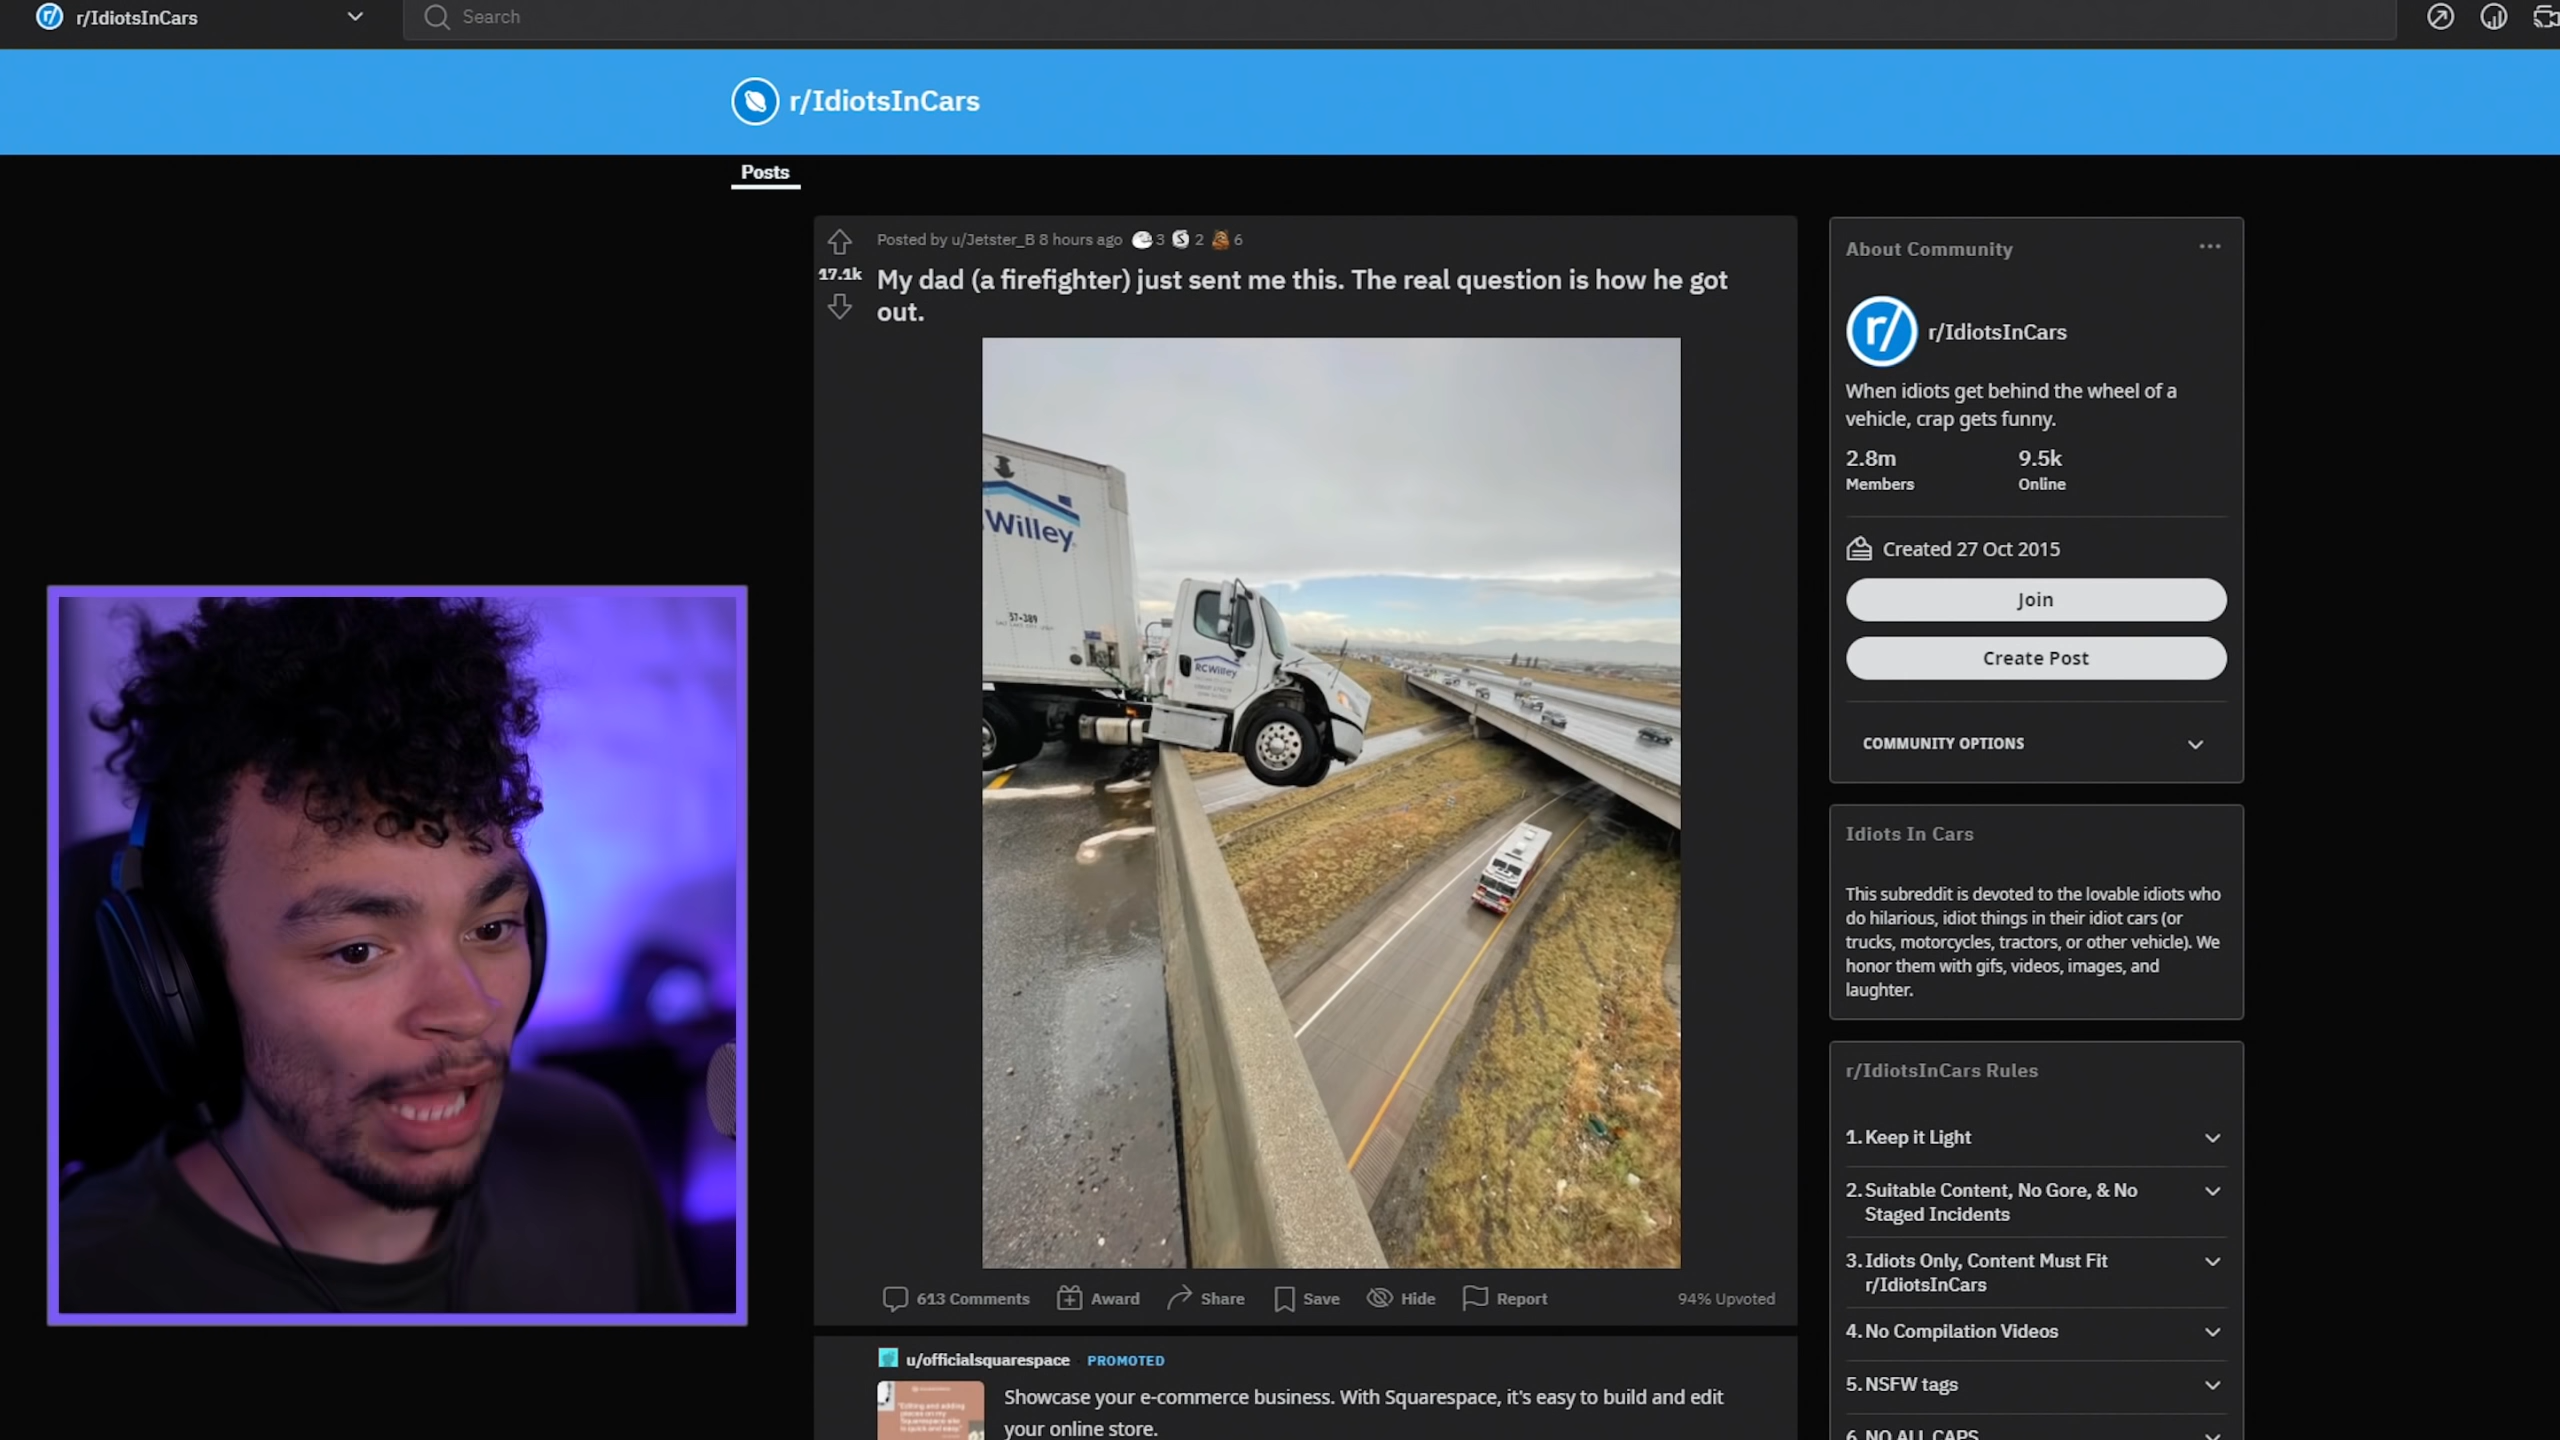 r/IdiotsInCars
Search
r/IdiotsInCars
Posts
Posted by u/Jetster_B 8 hours ago 3 2 6
17.1k
My dad (a firefighter) just sent me this. The real question is how he got
out.
Willey
57-389
RCWilley
613 Comments Award Share Save Hide Report 94% Upvoted
u/officialsquarespace PROMOTED
Showcase your e-commerce business. With Squarespace, it's easy to build and edit
your online store.
About Community
r/
r/IdiotsInCars
When idiots get behind the wheel of a
vehicle, crap gets funny.
2.8m 9.5k
Members Online
Created 27 Oct 2015
Join
Create Post
COMMUNITY OPTIONS
Idiots In Cars
This subreddit is devoted to the lovable idiots who
do hilarious, idiot things in their idiot cars (or
trucks, motorcycles, tractors, or other vehicle). We
honor them with gifs, videos, images, and
laughter.
r/IdiotsInCars Rules
1. Keep it Light
2. Suitable Content, No Gore, & No
Staged Incidents
3. Idiots Only, Content Must Fit
r/IdiotsInCars
4. No Compilation Videos
5. NSFW tags
6. NO ALL CAPS